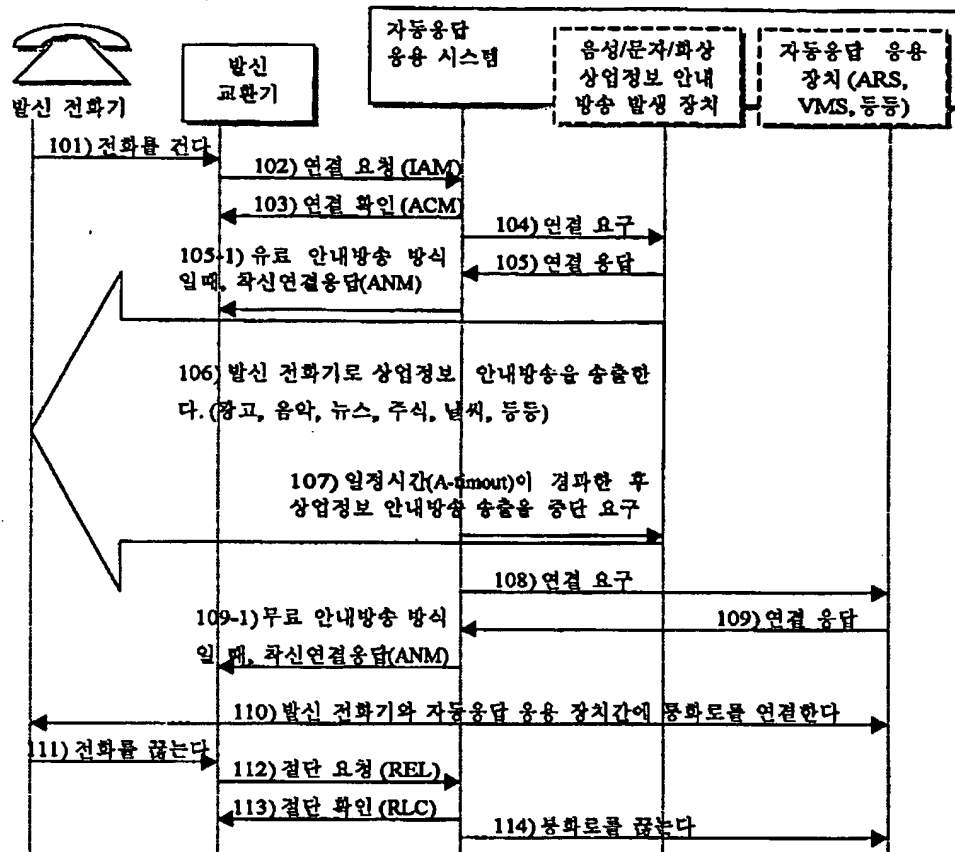 자동응답
응용 시스템
발신 전화기
발신
교환기
음성/문자/화상
상업정보 안내
방송 발생 장치
자동응답 응용
장치 (ARS,
VMS, 등등)
101) 전화를 건다
102) 연결 요청 (IAM)
103) 연결 확인 (ACM)
104) 연결 요구
105) 연결 응답
105-1) 유료 안내방송 방식
일때, 착신연결응답(ANM)
106) 발신 전화기로 상업정보 안내방송을 송출한
다. (광고, 음악, 뉴스, 주식, 날씨, 등등)
107) 일정시간(A-timout)이 경과한 후
상업정보 안내방송 송출을 중단 요구
108) 연결 요구
109) 연결 응답
109-1) 무료 안내방송 방식
일 때, 착신연결응답(ANM)
110) 발신 전화기와 자동응답 응용 장치간에 통화로를 연결한다
111) 전화를 끊는다
112) 절단 요청 (REL)
113) 절단 확인 (RLC)
114) 통화로를 끊는다